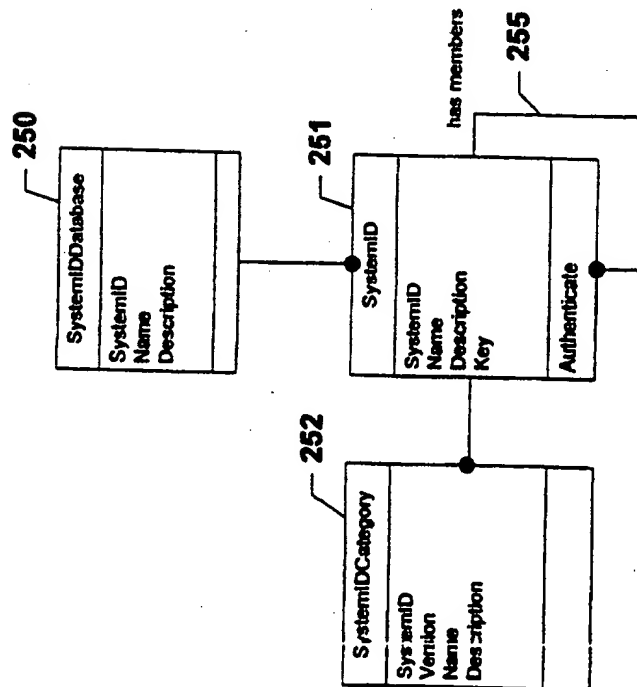 250
SystemIDDatabase
SystemID
Name
Description
251
SystemID
SystemID
Name
Description
Key
Authenticate
has members
255
252
SystemIDCategory
SystemID
Version
Name
Description